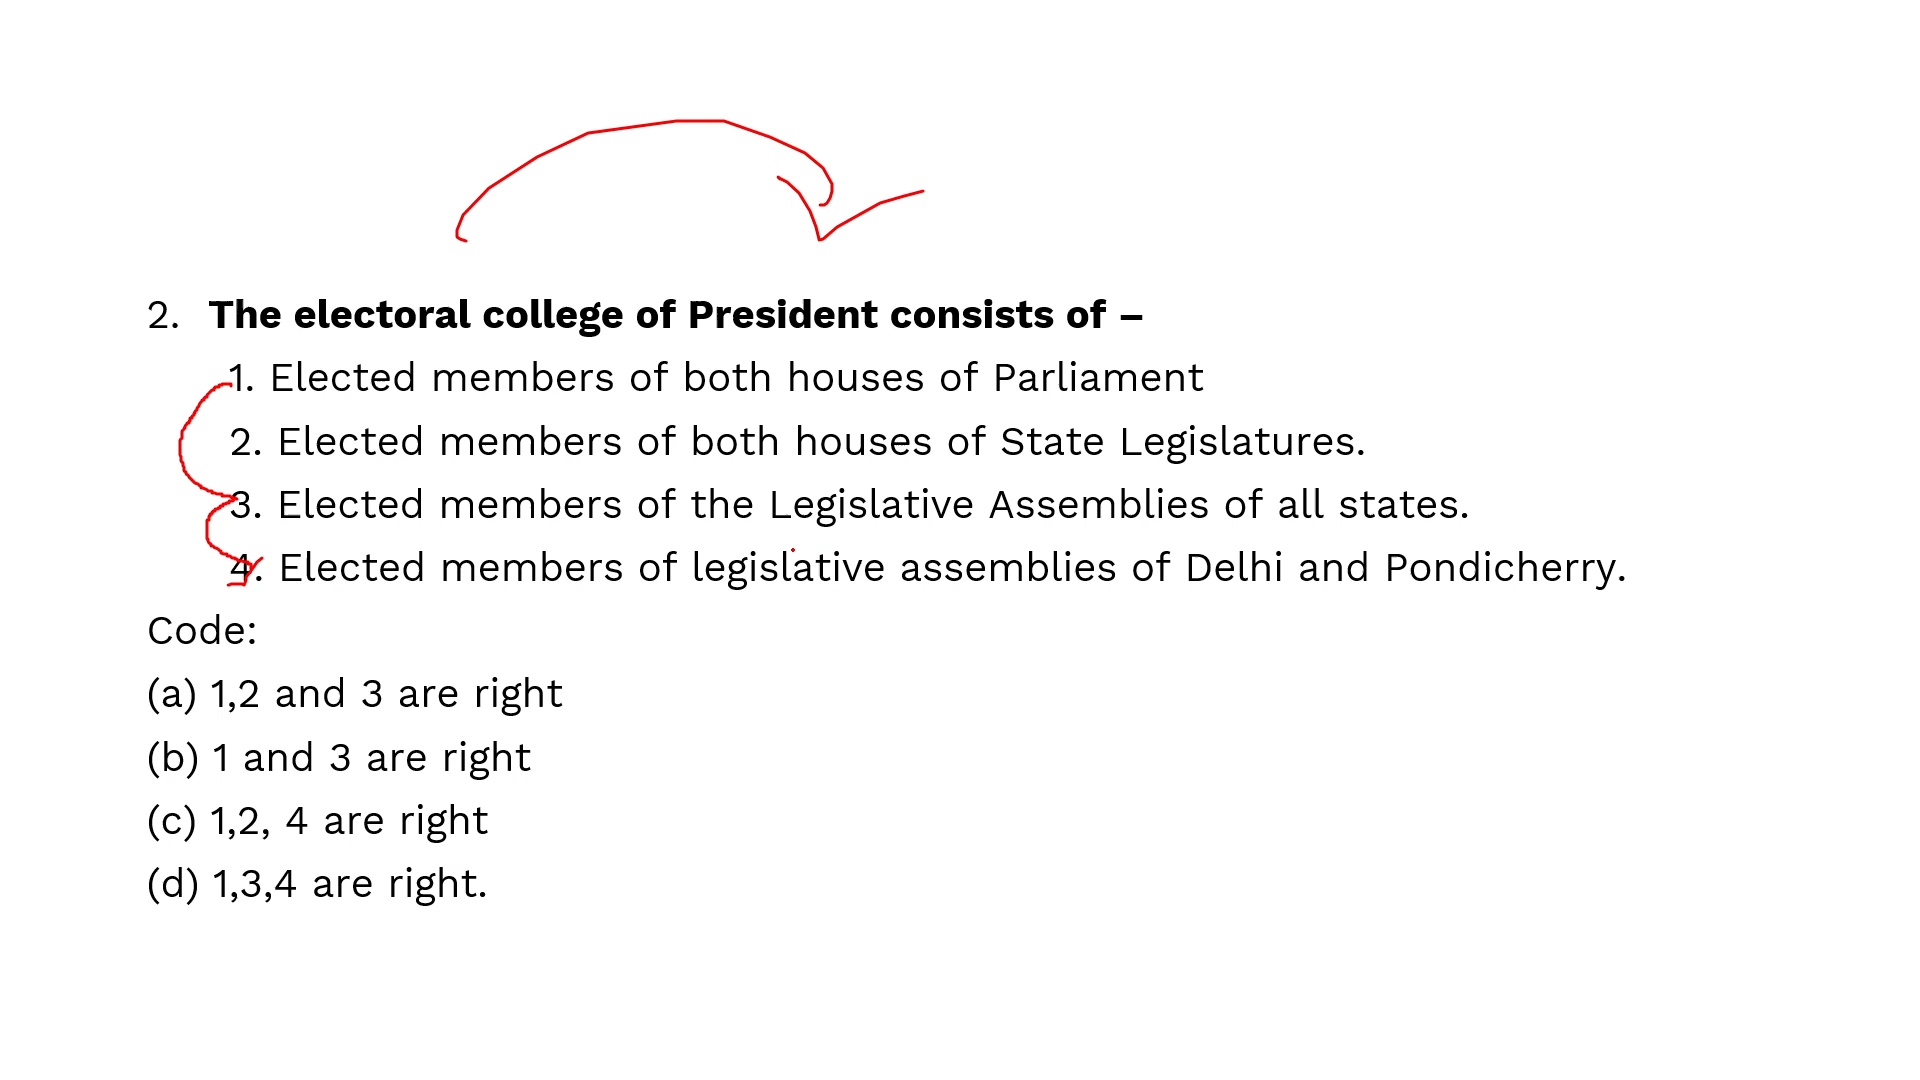 2. The electoral college of President consists of –
1. Elected members of both houses of Parliament
2. Elected members of both houses of State Legislatures.
3. Elected members of the Legislative Assemblies of all states.
4. Elected members of legislative assemblies of Delhi and Pondicherry.
Code:
(a) 1,2 and 3 are right
(b) 1 and 3 are right
(c) 1,2, 4 are right
(d) 1,3,4 are right.